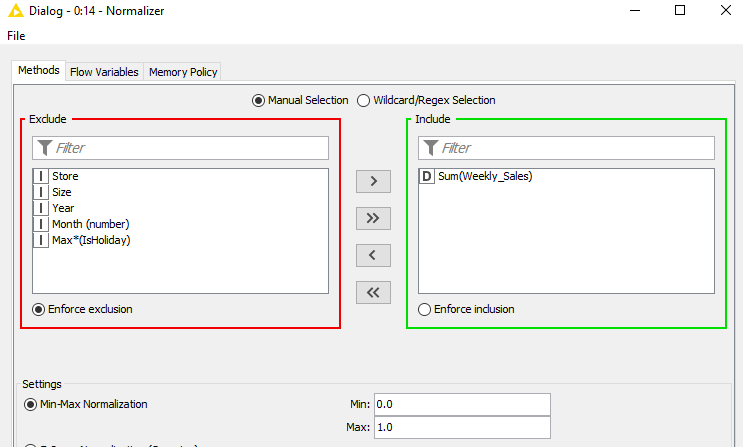 Dialog - 0:14 - Normalizer
File
Methods Flow Variables Memory Policy
Manual Selection Wildcard/Regex Selection
Exclude
Filter
I Store
I Size
I Year
I Month (number)
I Max*(IsHoliday)
Enforce exclusion
>
>>
<
<<
Include
Filter
D Sum(Weekly_Sales)
Enforce inclusion
Settings
Min-Max Normalization
Min: 0.0
Max: 1.0